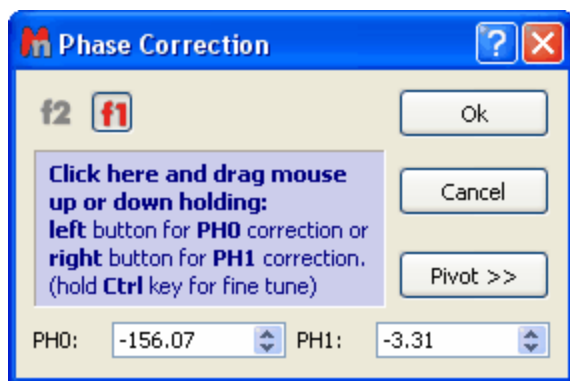 Phase Correction
f2 f1
Ok
Click here and drag mouse
up or down holding:
left button for PH0 correction or
right button for PH1 correction.
(hold Ctrl key for fine tune)
Cancel
Pivot >>
PH0: -156.07 PH1: -3.31